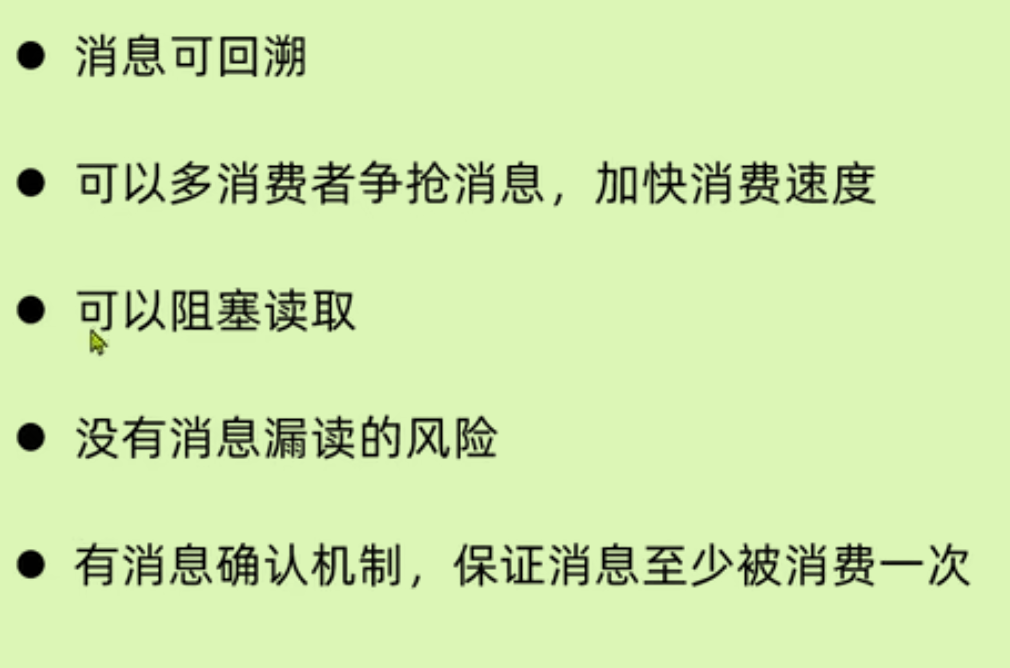 ● 消息可回溯
● 可以多消费者争抢消息，加快消费速度
● 可以阻塞读取
● 没有消息漏读的风险
● 有消息确认机制，保证消息至少被消费一次